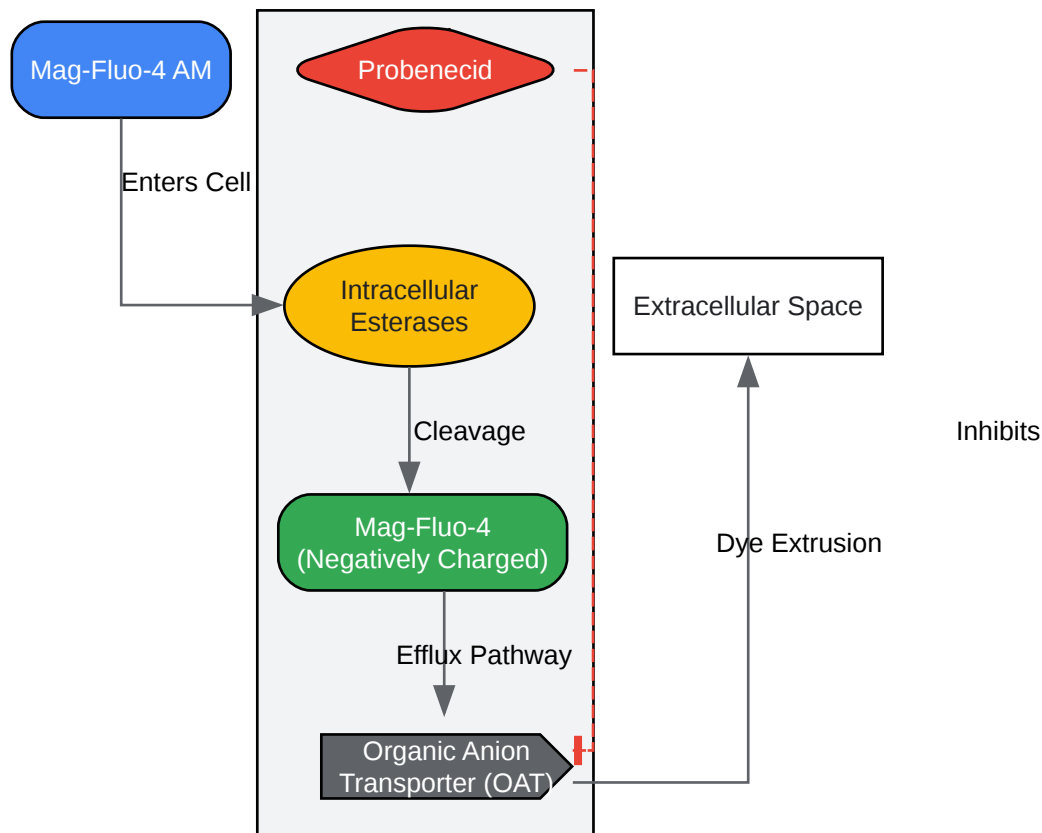 Mag-Fluo-4 AM
Probenecid
Enters Cell
Intracellular
Esterases
Extracellular Space
Cleavage
Inhibits
Mag-Fluo-4
(Negatively Charged)
Dye Extrusion
Efflux Pathway
Organic Anion
Transporter (OAT)